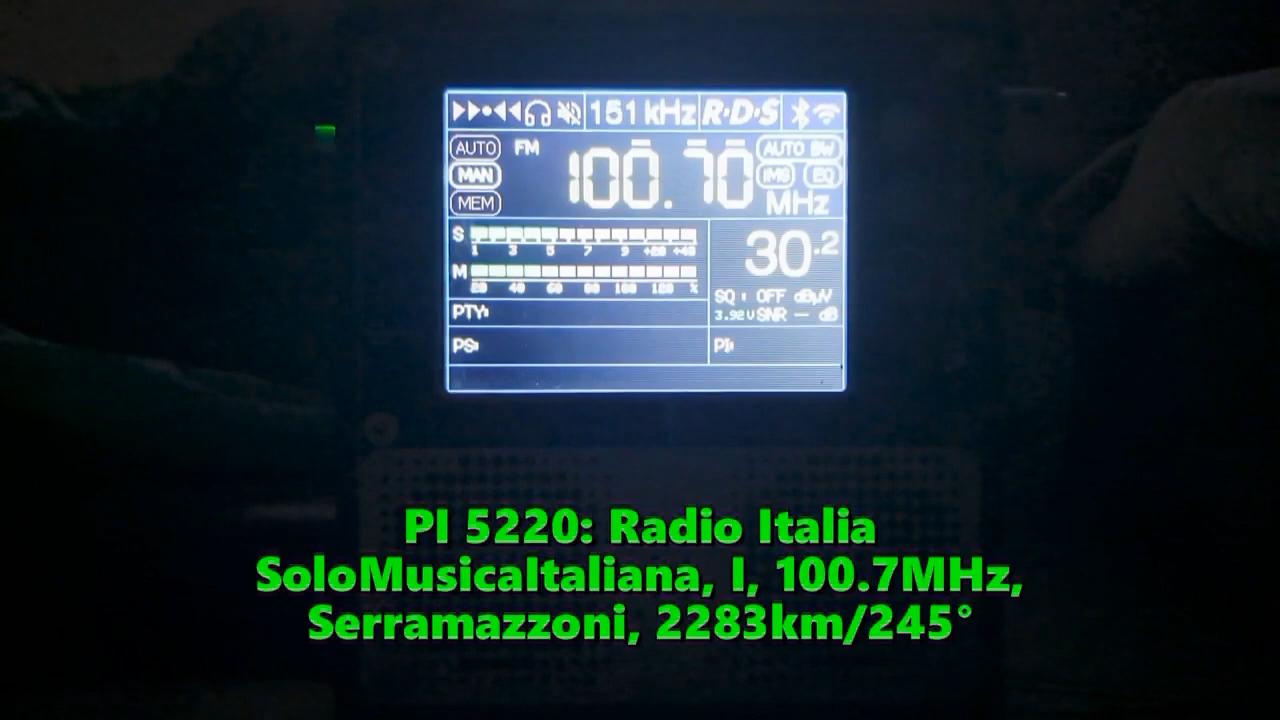 151 kHz R·D·S
AUTO FM 100.70 AUTO BW
MAN iMS EQ
MEM MHz
S 1 3 5 7 9 +20 +40
30.2
M 20 40 60 80 100 120 %
SQ: OFF dBµV
PTY: 3.92V SNR — dB
PS: PI:
PI 5220: Radio Italia
SoloMusicaItaliana, I, 100.7MHz,
Serramazzoni, 2283km/245°